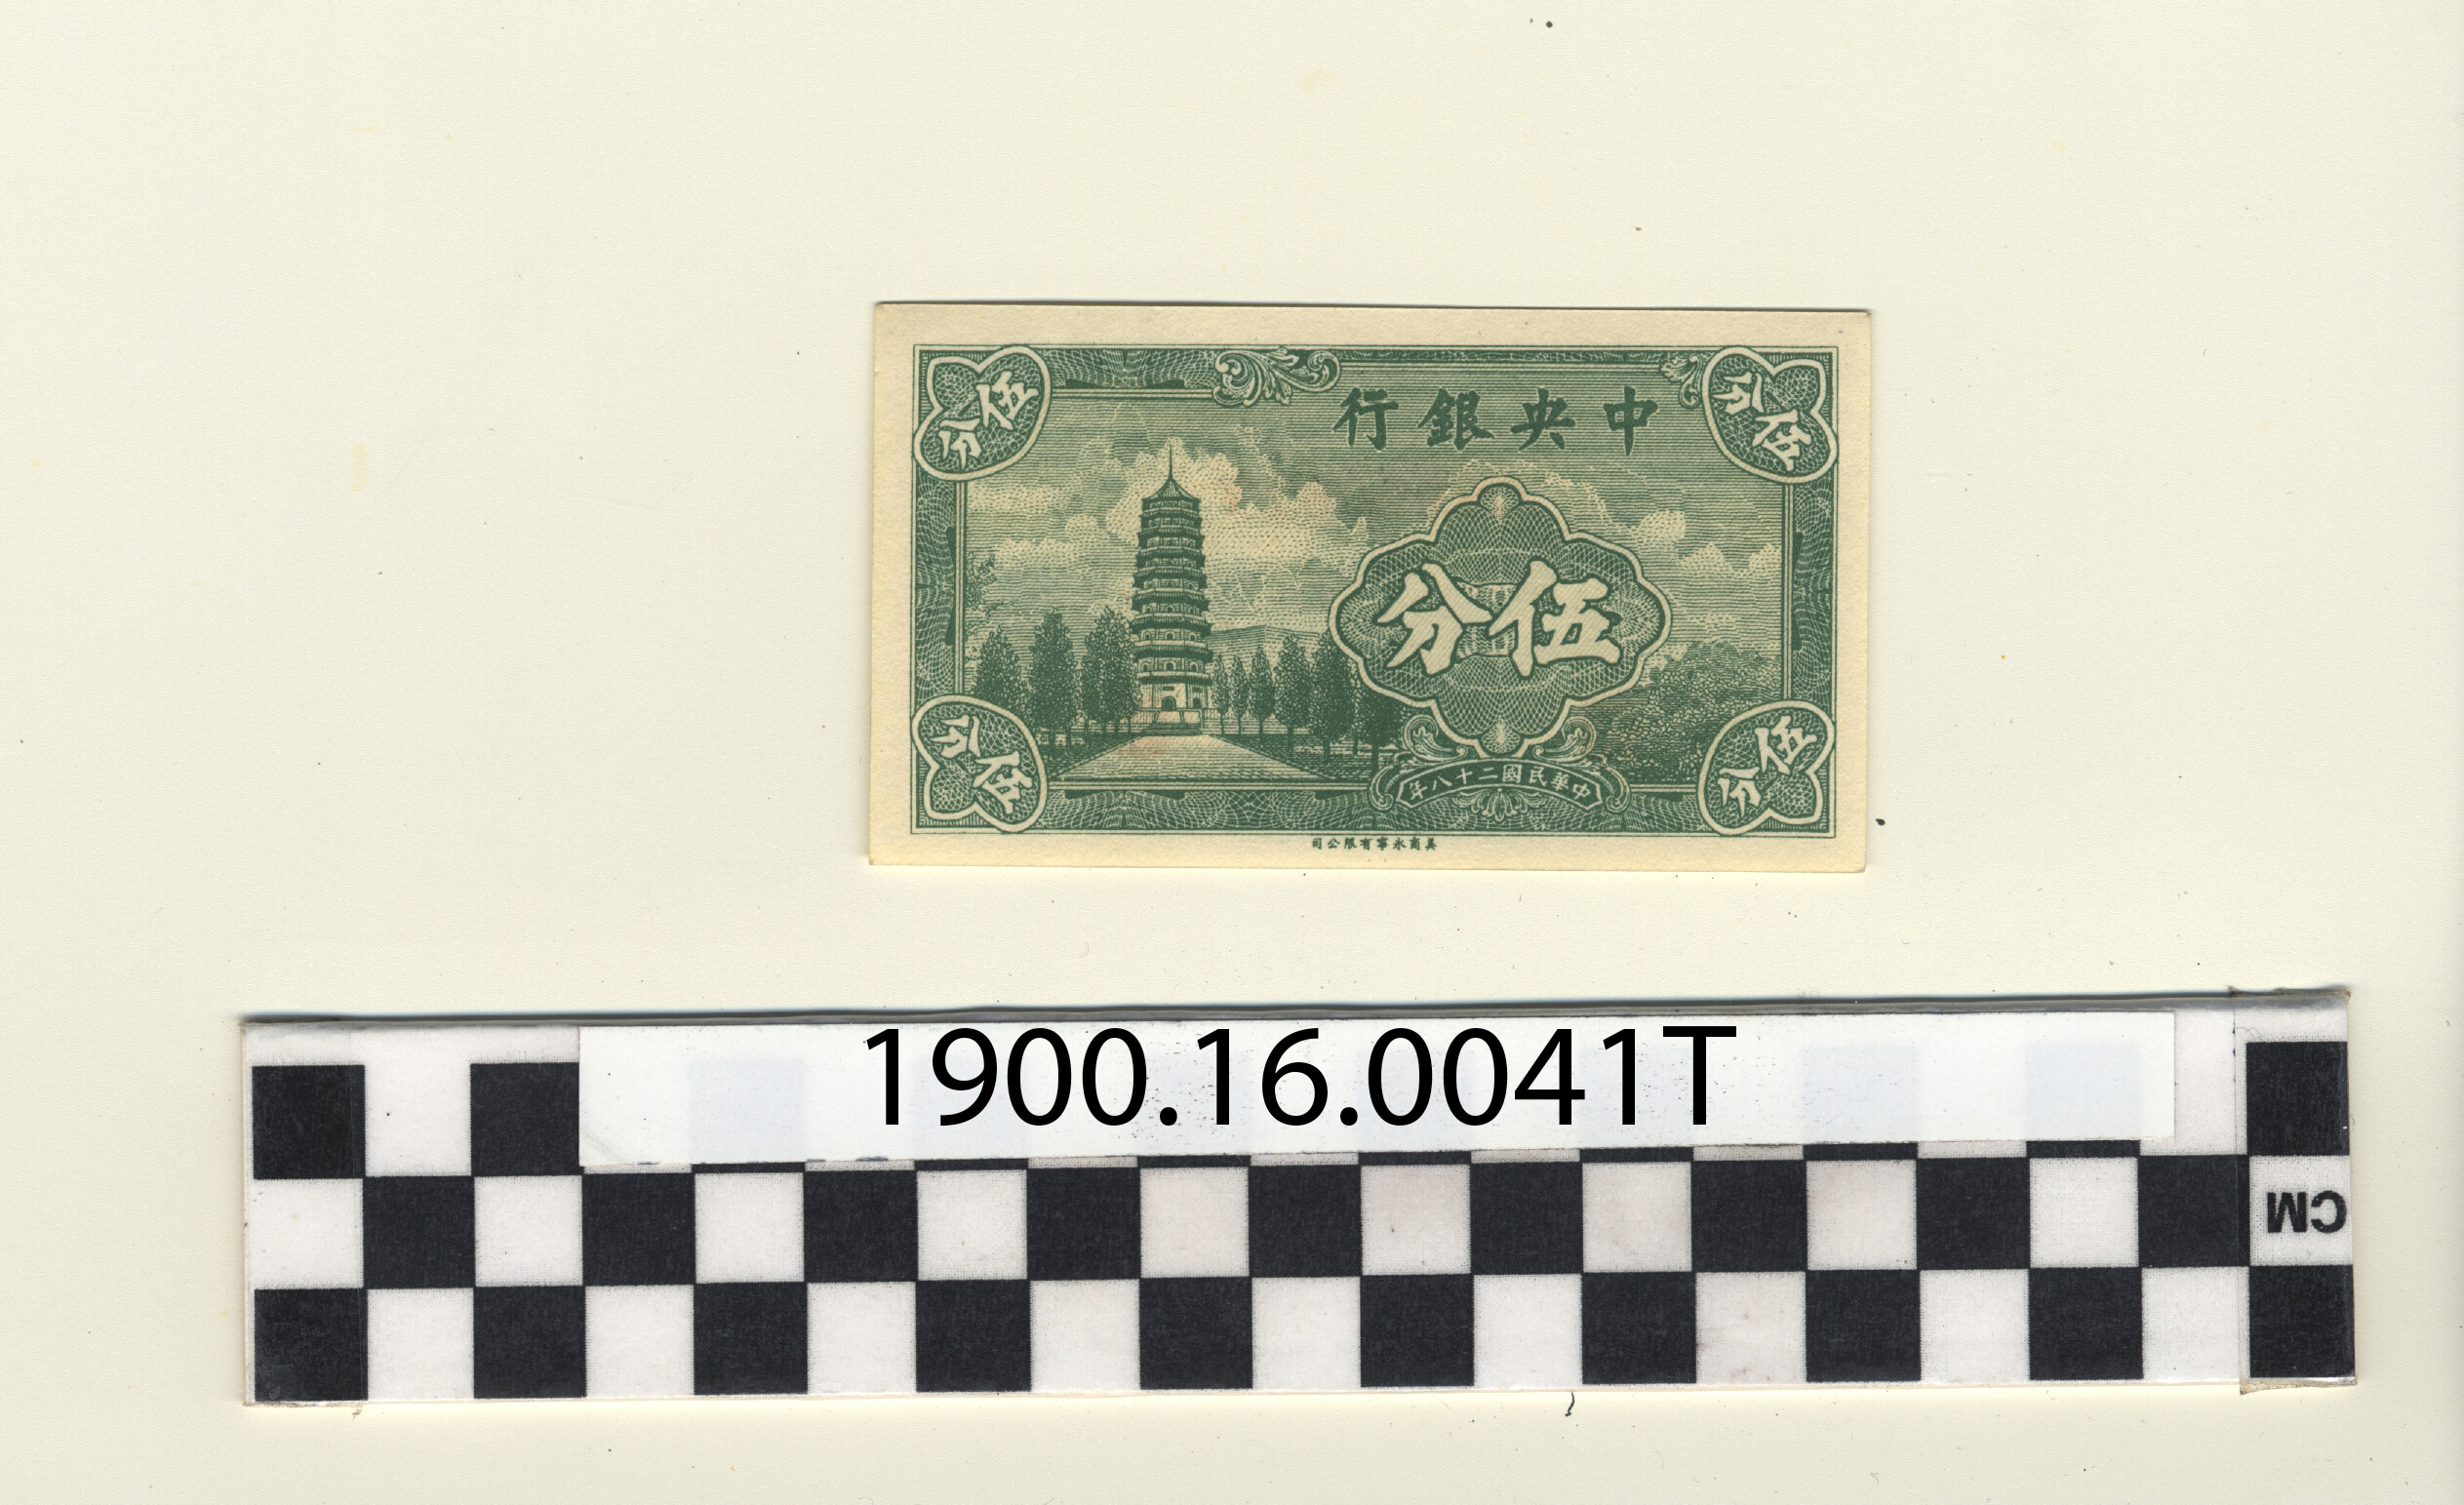 中央銀行
伍分
伍分
伍分
伍分
伍分
中華民國二十八年
美商永寧有限公司
1900.16.0041T
CM